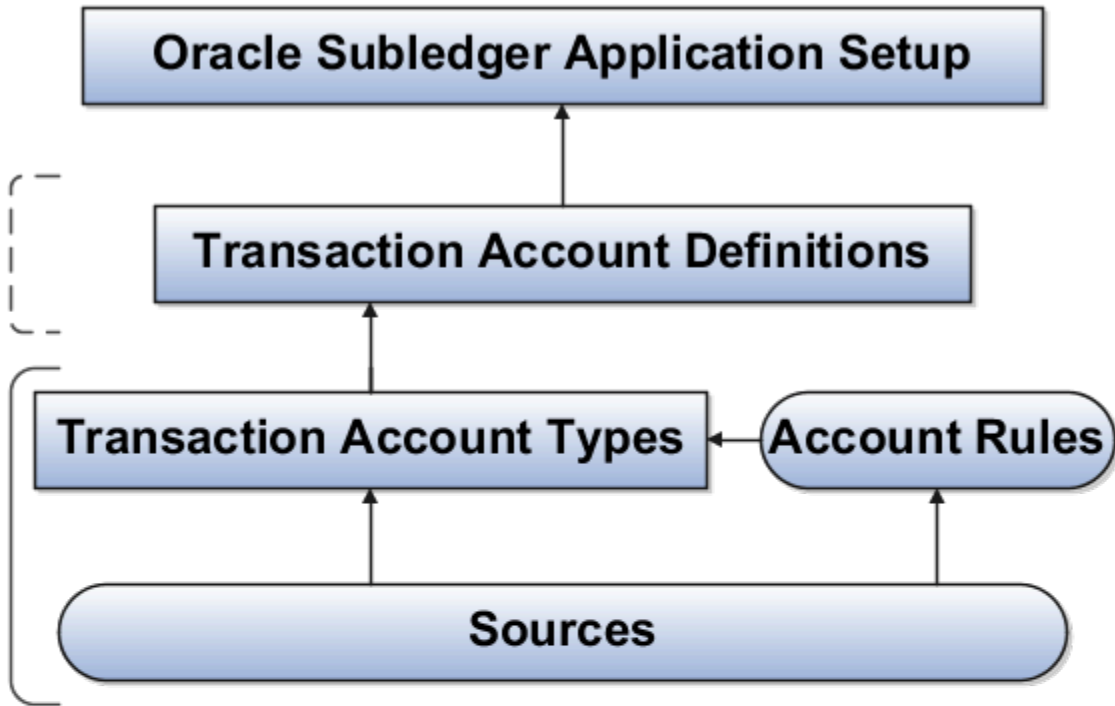 Oracle Subledger Application Setup
Transaction Account Definitions
Transaction Account Types
Account Rules
Sources